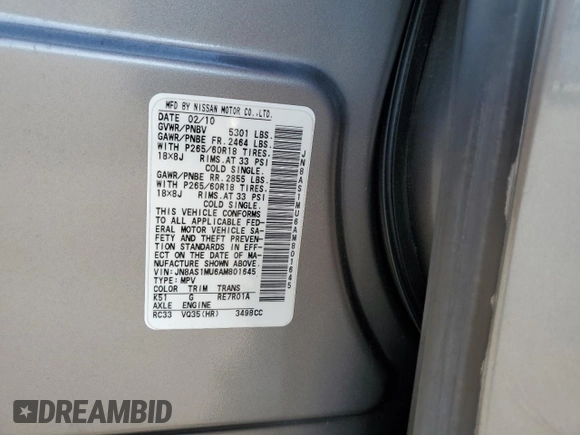 MFD BY NISSAN MOTOR CO.,LTD.
DATE 02/10
GVWR/PNBV 5301 LBS.
GAWR/PNBE FR. 2464 LBS.
WITH P265/60R18 TIRES.
18×8J RIMS.AT 33 PSI
COLD SINGLE.
GAWR/PNBE RR. 2855 LBS.
WITH P265/60R18 TIRES.
18×8J RIMS.AT 33 PSI
COLD SINGLE.
THIS VEHICLE CONFORMS
TO ALL APPLICABLE FED-
ERAL MOTOR VEHICLE SA-
FETY AND THEFT PREVEN-
TION STANDARDS IN EFF-
ECT ON THE DATE OF MA-
NUFACTURE SHOWN ABOVE.
VIN:JN8AS1MU6AM801645
TYPE:MPV
COLOR TRIM TRANS
K51 G RE7R01A
AXLE ENGINE
RC33 VQ35(HR) 3498CC
JN8AS1MU6AM801645
DREAMBID